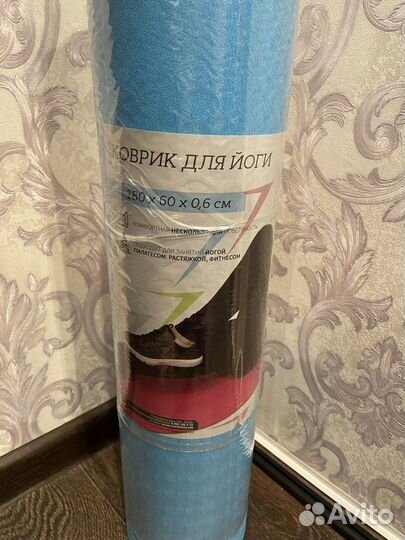 КОВРИК ДЛЯ ЙОГИ
180 x 60 x 0,6 см
КОМФОРТНАЯ НЕСКОЛЬЗЯЩАЯ ПОВЕРХНОСТЬ
ПОДХОДИТ ДЛЯ ЗАНЯТИЙ ЙОГОЙ,
ПИЛАТЕСОМ, РАСТЯЖКОЙ, ФИТНЕСОМ
Avito